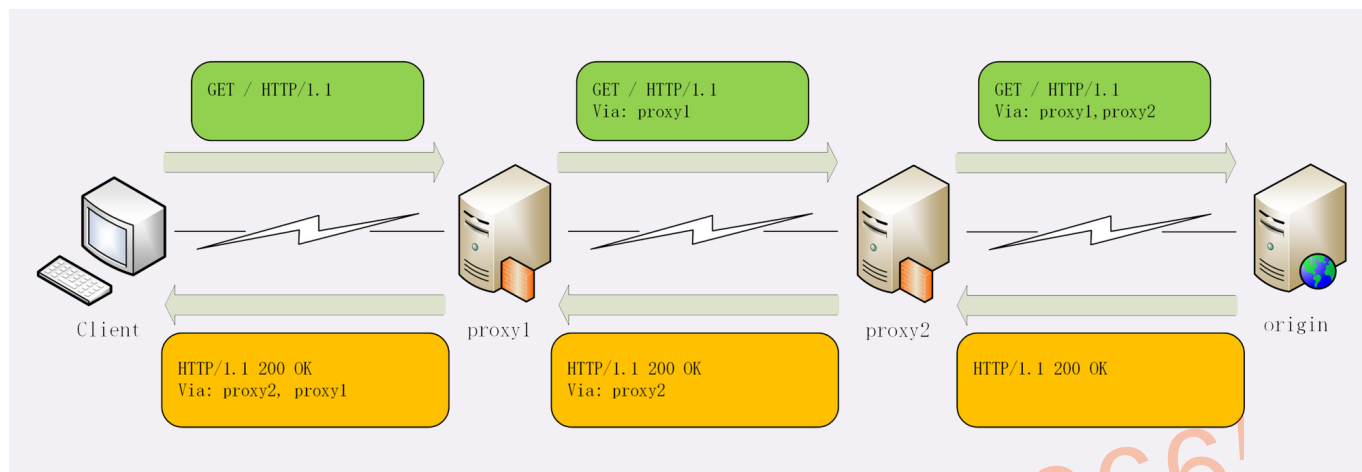 GET / HTTP/1.1
GET / HTTP/1.1
Via: proxy1
GET / HTTP/1.1
Via: proxy1,proxy2
Client
proxy1
proxy2
origin
HTTP/1.1 200 OK
Via: proxy2, proxy1
HTTP/1.1 200 OK
Via: proxy2
HTTP/1.1 200 OK